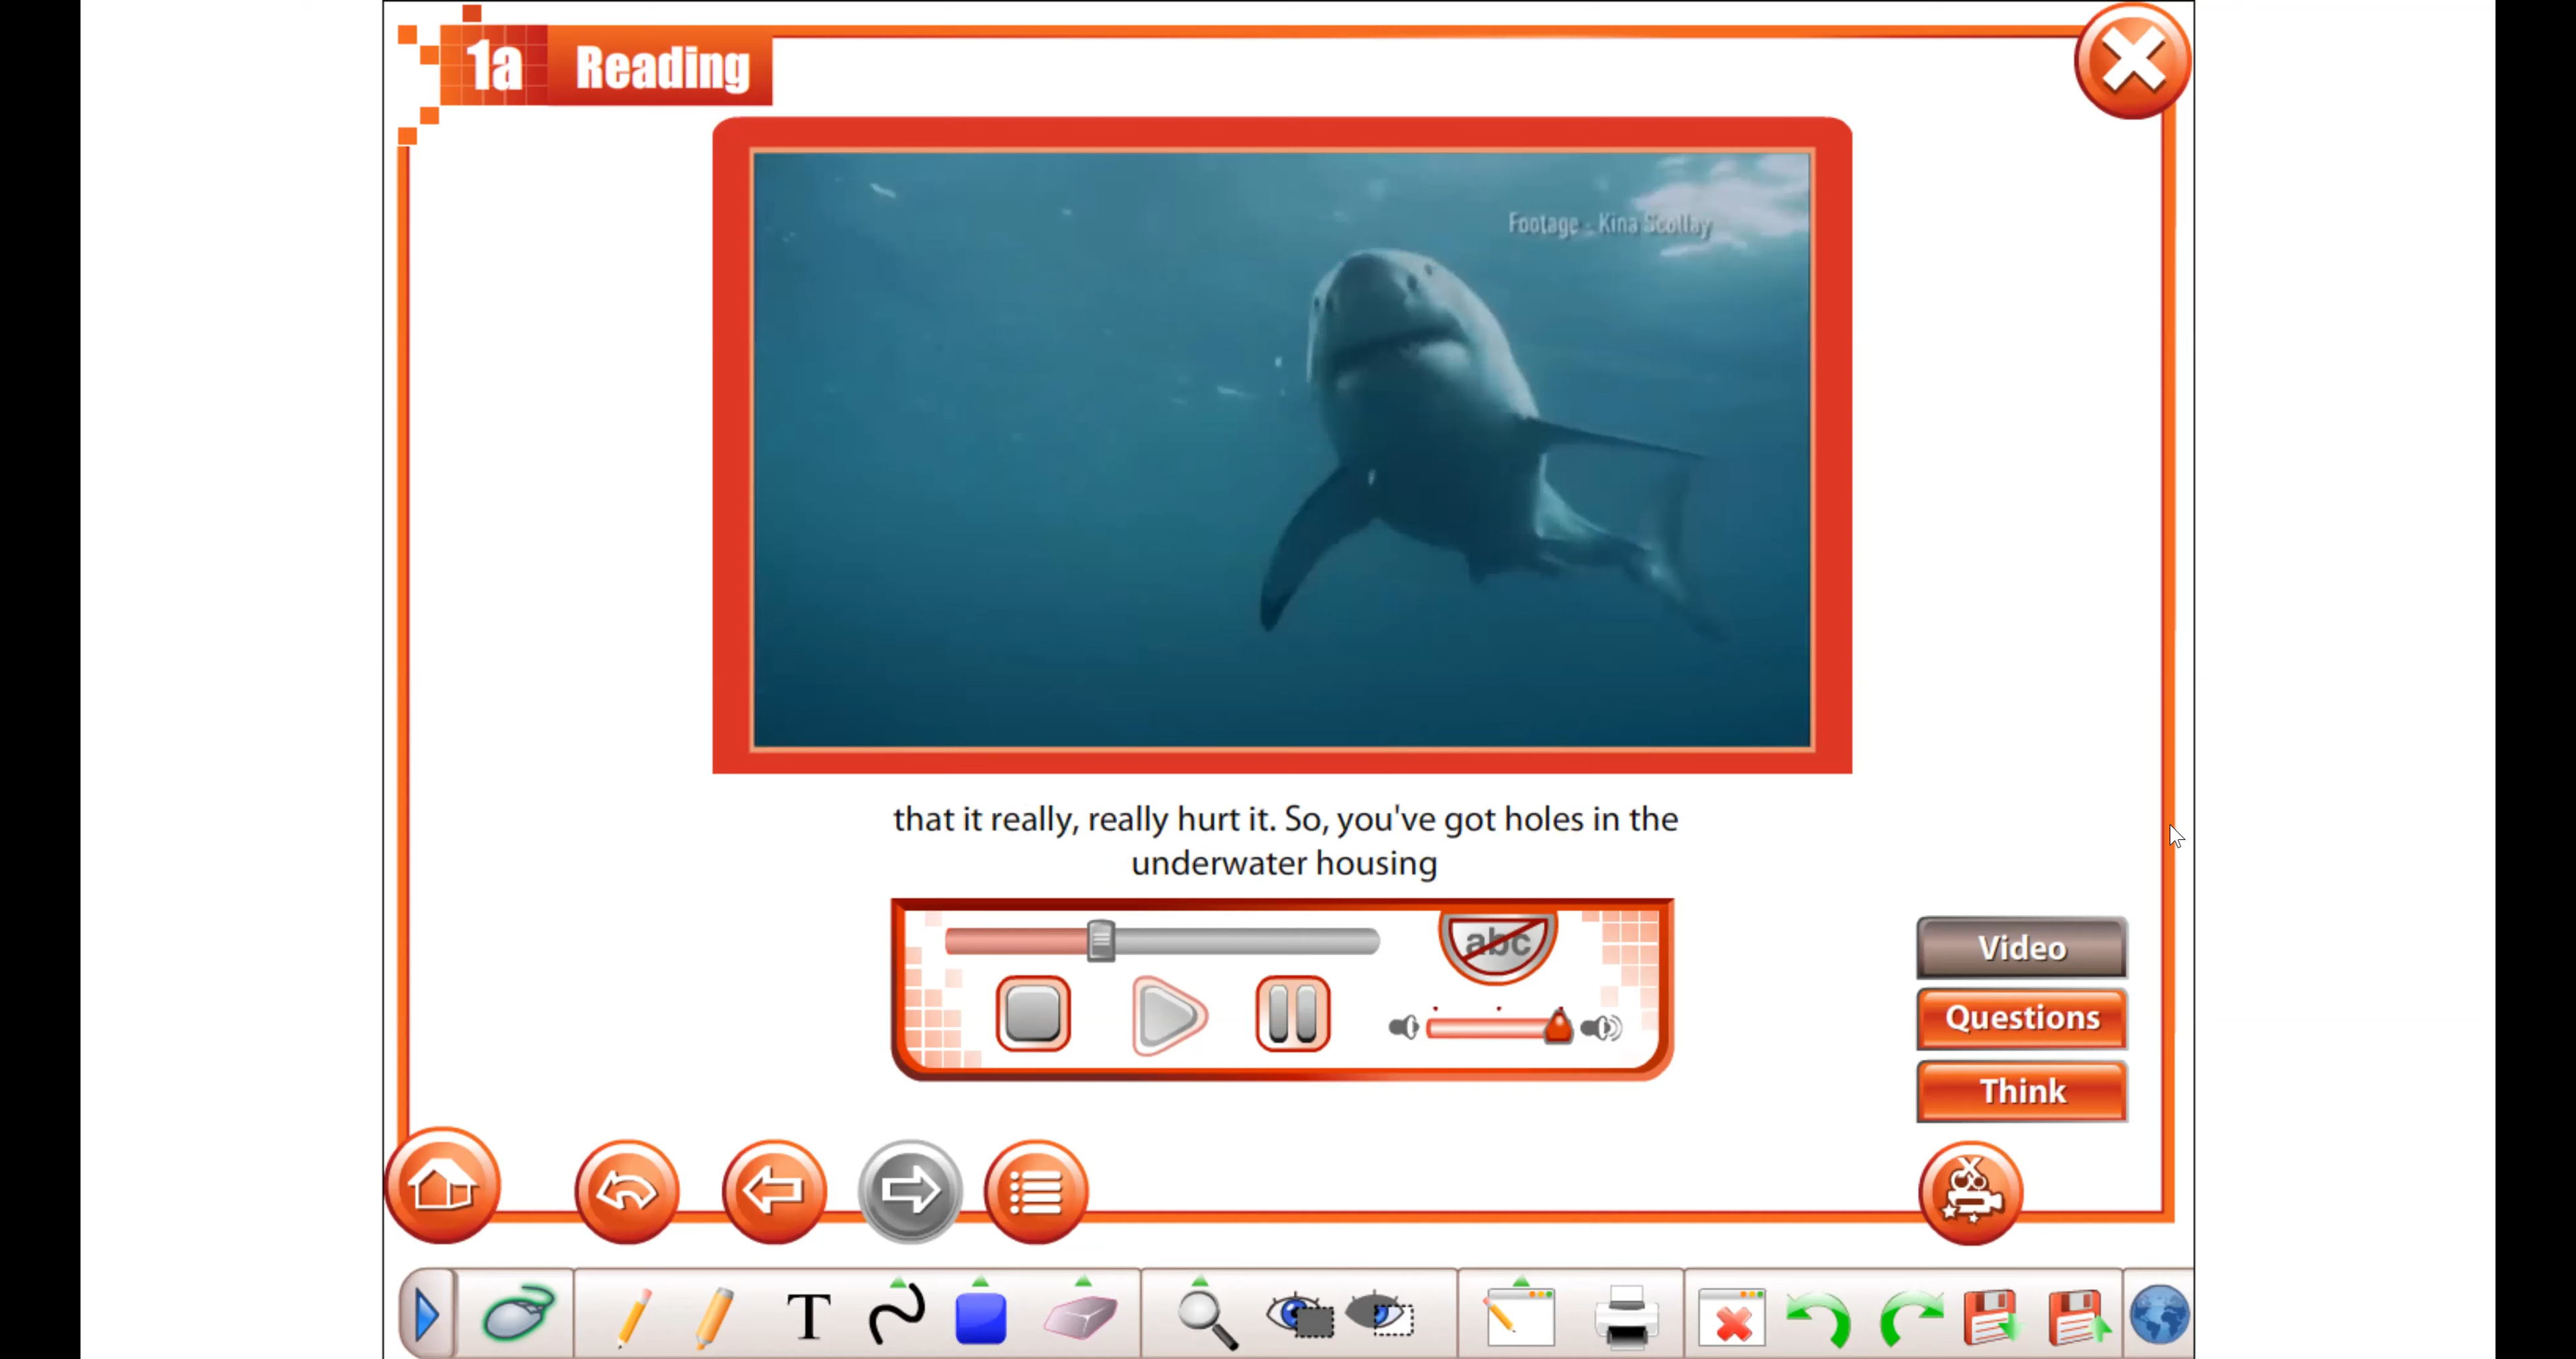 1a Reading
Footage - Kina Scollay
that it really, really hurt it. So, you've got holes in the
underwater housing
abc
Video
Questions
Think
T